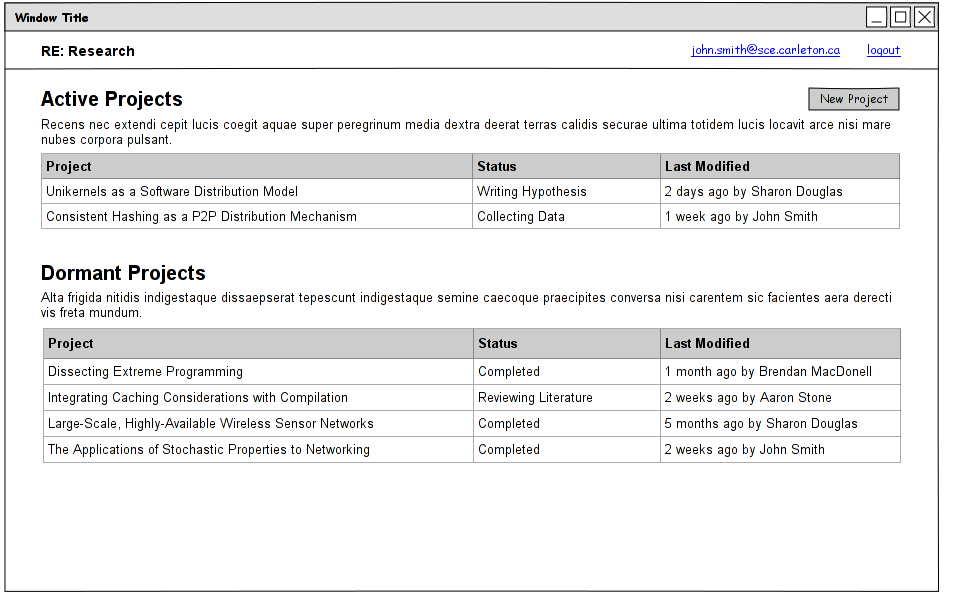 Window Title
RE: Research john.smith@sce.carleton.ca logout
Active Projects New Project
Recens nec extendi cepit lucis coegit aquae super peregrinum media dextra deerat terras calidis securae ultima totidem lucis locavit arce nisi mare
nubes corpora pulsant.
Project Status Last Modified
Unikernels as a Software Distribution Model Writing Hypothesis 2 days ago by Sharon Douglas
Consistent Hashing as a P2P Distribution Mechanism Collecting Data 1 week ago by John Smith
Dormant Projects
Alta frigida nitidis indigestaque dissaepserat tepescunt indigestaque semine caecoque praecipites conversa nisi carentem sic facientes aera derecti
vis freta mundum.
Project Status Last Modified
Dissecting Extreme Programming Completed 1 month ago by Brendan MacDonell
Integrating Caching Considerations with Compilation Reviewing Literature 2 weeks ago by Aaron Stone
Large-Scale, Highly-Available Wireless Sensor Networks Completed 5 months ago by Sharon Douglas
The Applications of Stochastic Properties to Networking Completed 2 weeks ago by John Smith